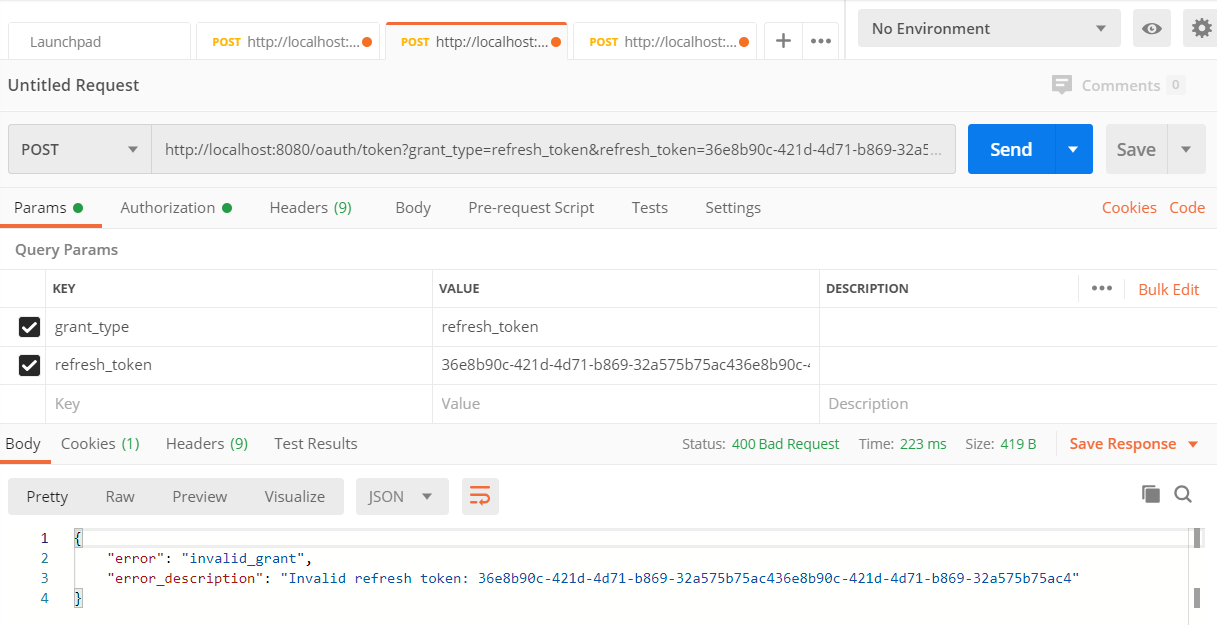 Launchpad POST http://localhost:... POST http://localhost:... POST http://localhost:... + ••• No Environment
Untitled Request Comments 0
POST http://localhost:8080/oauth/token?grant_type=refresh_token&refresh_token=36e8b90c-421d-4d71-b869-32a5... Send Save
Params Authorization Headers (9) Body Pre-request Script Tests Settings Cookies Code
Query Params
KEY VALUE DESCRIPTION ••• Bulk Edit
grant_type refresh_token
refresh_token 36e8b90c-421d-4d71-b869-32a575b75ac436e8b90c-4
Key Value Description
Body Cookies (1) Headers (9) Test Results Status: 400 Bad Request Time: 223 ms Size: 419 B Save Response
Pretty Raw Preview Visualize JSON
1 {
2 "error": "invalid_grant",
3 "error_description": "Invalid refresh token: 36e8b90c-421d-4d71-b869-32a575b75ac436e8b90c-421d-4d71-b869-32a575b75ac4"
4 }